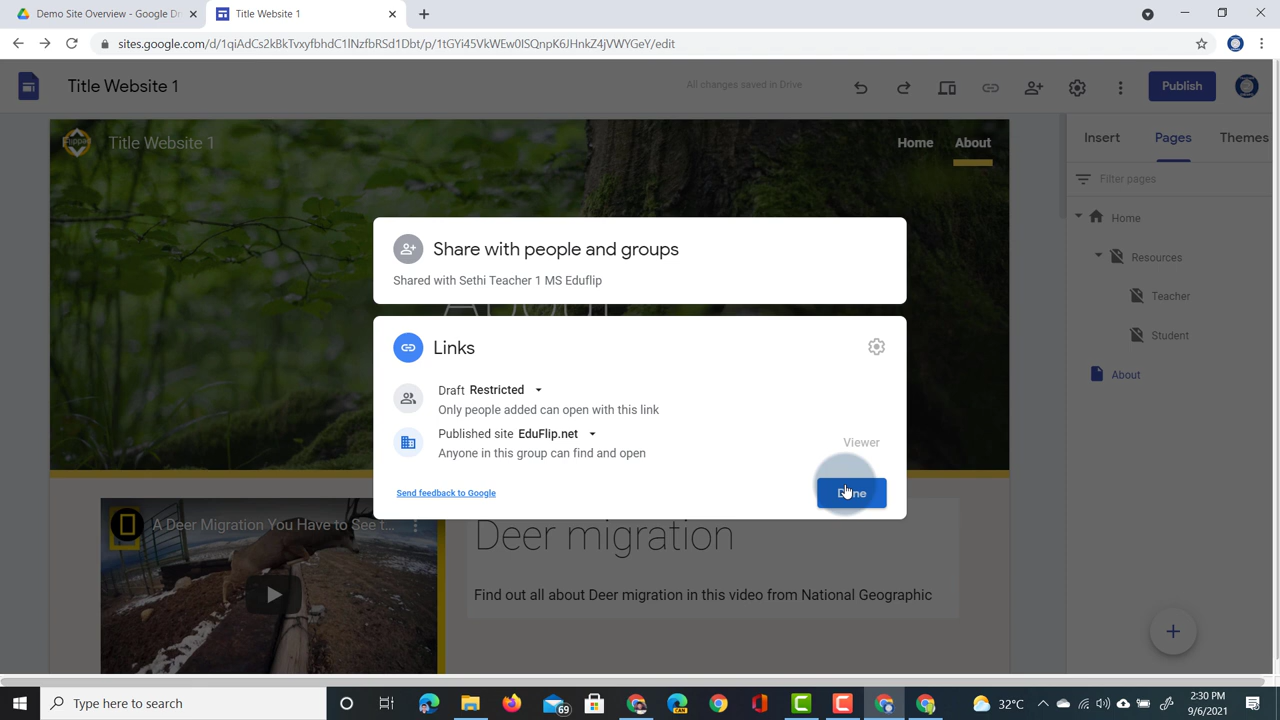 Demo Site Overview - Google Dr
Title Website 1
sites.google.com/d/1qiAdCs2kBkTvxyfbhdC1lNzfbRSd1Dbt/p/1tGYi45VkWEw0ISQnpK6JHnkZ4jVWYGeY/edit
Title Website 1
All changes saved in Drive
Publish
Title Website 1
Home
About
Insert
Pages
Themes
Filter pages
Home
Resources
Teacher
Student
About
Share with people and groups
Shared with Sethi Teacher 1 MS Eduflip
Links
Draft Restricted
Only people added can open with this link
Published site EduFlip.net
Anyone in this group can find and open
Viewer
Send feedback to Google
Done
A Deer Migration You Have to See t...
Deer migration
Find out all about Deer migration in this video from National Geographic
Type here to search
69
CAN
32°C
2:30 PM
9/6/2021